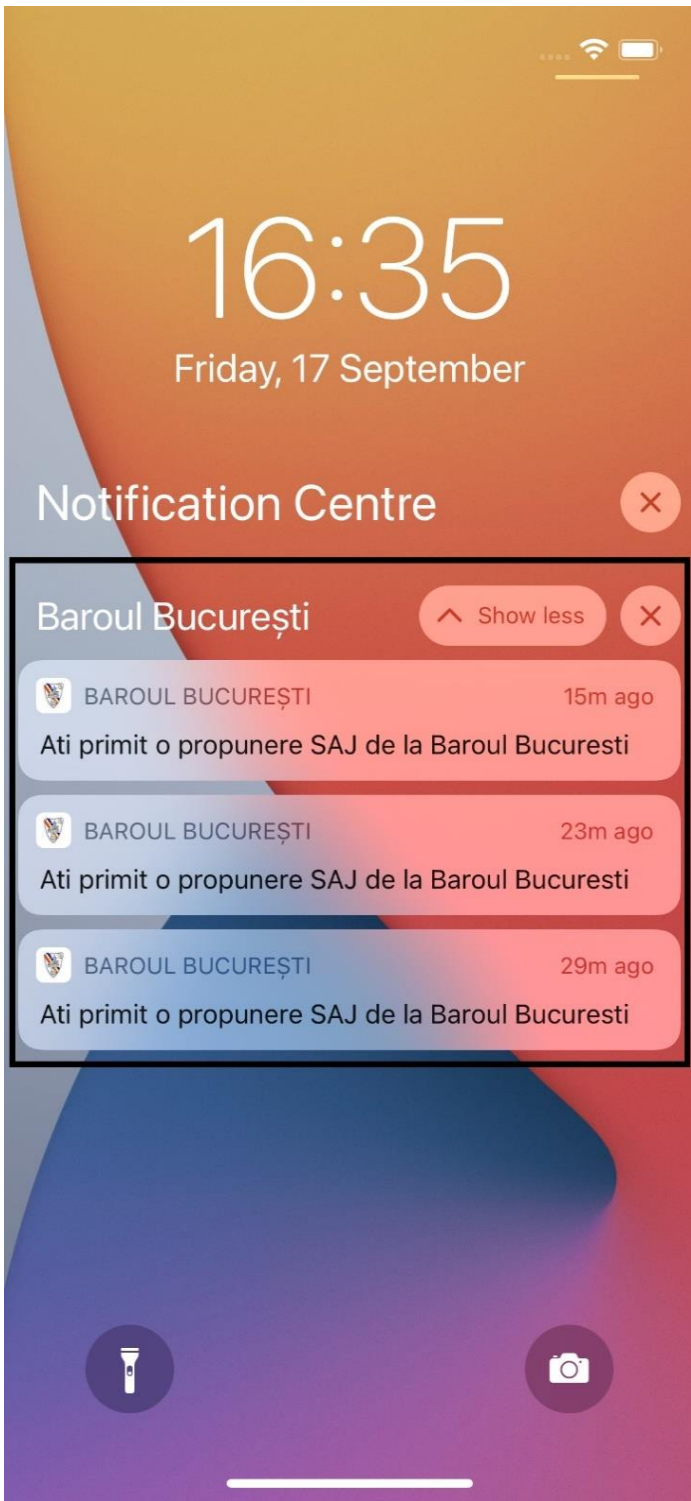 16:35
Friday, 17 September
Notification Centre
Baroul București
Show less
BAROUL BUCUREȘTI 15m ago
Ati primit o propunere SAJ de la Baroul Bucuresti
BAROUL BUCUREȘTI 23m ago
Ati primit o propunere SAJ de la Baroul Bucuresti
BAROUL BUCUREȘTI 29m ago
Ati primit o propunere SAJ de la Baroul Bucuresti